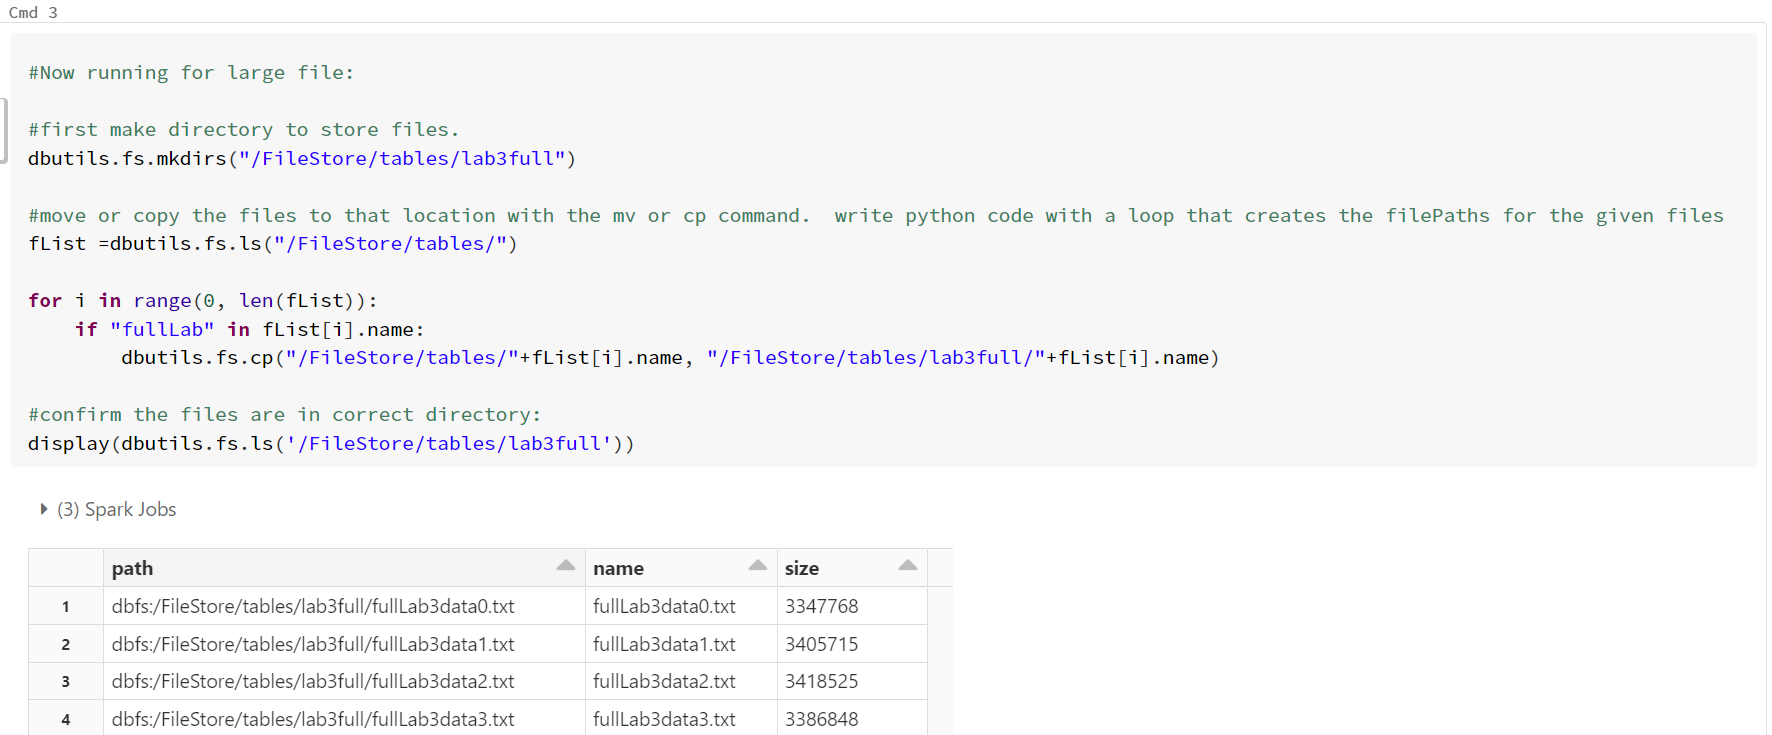 Cmd 3
#Now running for large file:
#first make directory to store files.
dbutils.fs.mkdirs("/FileStore/tables/lab3full")
#move or copy the files to that location with the mv or cp command.  write python code with a loop that creates the filePaths for the given files
fList =dbutils.fs.ls("/FileStore/tables/")
for i in range(0, len(fList)):
    if "fullLab" in fList[i].name:
        dbutils.fs.cp("/FileStore/tables/"+fList[i].name, "/FileStore/tables/lab3full/"+fList[i].name)
#confirm the files are in correct directory:
display(dbutils.fs.ls('/FileStore/tables/lab3full'))
(3) Spark Jobs
path name size
1 dbfs:/FileStore/tables/lab3full/fullLab3data0.txt fullLab3data0.txt 3347768
2 dbfs:/FileStore/tables/lab3full/fullLab3data1.txt fullLab3data1.txt 3405715
3 dbfs:/FileStore/tables/lab3full/fullLab3data2.txt fullLab3data2.txt 3418525
4 dbfs:/FileStore/tables/lab3full/fullLab3data3.txt fullLab3data3.txt 3386848